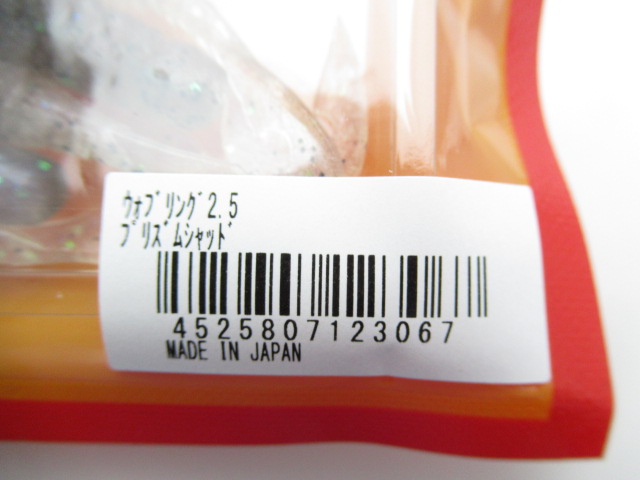 ｳｫﾌﾞﾘﾝｸﾞ2.5
ﾌﾟﾘｽﾞﾑｼｬｯﾄﾞ
4525807123067
MADE IN JAPAN